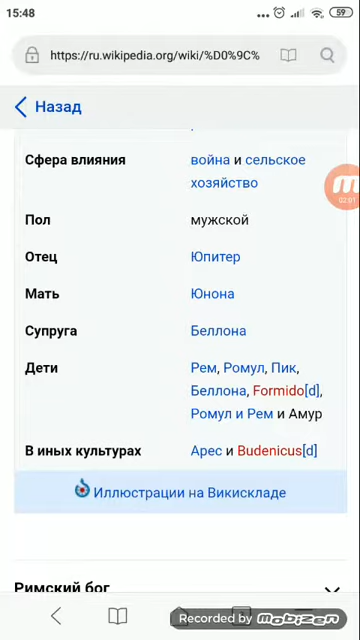 15:48
... 59
https://ru.wikipedia.org/wiki/%D0%9C%
Назад
Сфера влияния война и сельское
хозяйство
02:01
Пол мужской
Отец Юпитер
Мать Юнона
Супруга Беллона
Дети Рем, Ромул, Пик,
Беллона, Formido[d],
Ромул и Рем и Амур
В иных культурах Арес и Budenicus[d]
Иллюстрации на Викискладе
Римский бог
Recorded by mobizen